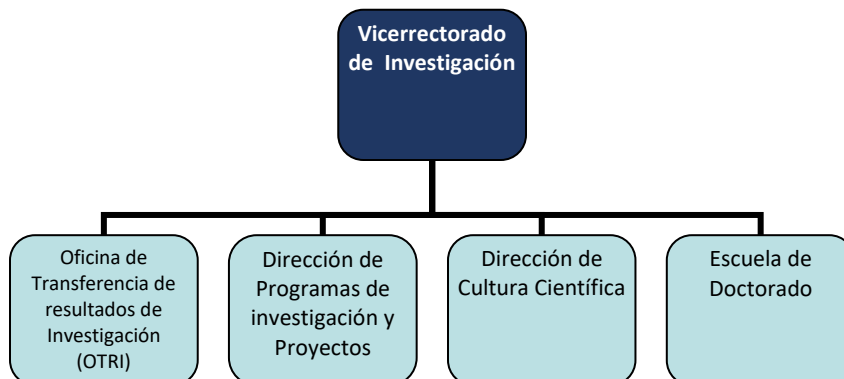 Vicerrectorado
de Investigación
Oficina de
Transferencia de
resultados de
Investigación
(OTRI)
Dirección de
Programas de
investigación y
Proyectos
Dirección de
Cultura Científica
Escuela de
Doctorado